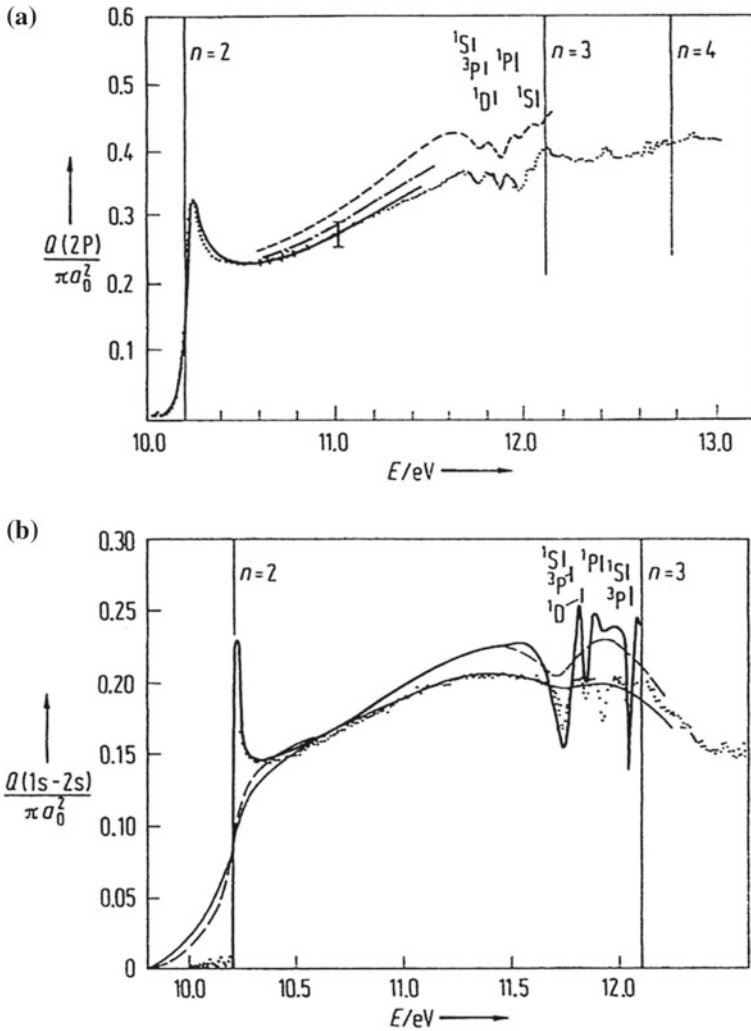 (a)
0.6
0.5
0.4
0.3
0.2
0.1
Q(2P)
πa₀²
n=2
¹S|
³P| ¹P|
¹D| ¹S|
n=3
n=4
10.0 11.0 12.0 13.0
E/eV
(b)
0.30
0.25
0.20
0.15
0.10
0.05
0
Q(1s-2s)
πa₀²
n=2
¹S|
³P| ¹P| ¹S|
¹D| ³P|
n=3
10.0 10.5 11.0 11.5 12.0
E/eV